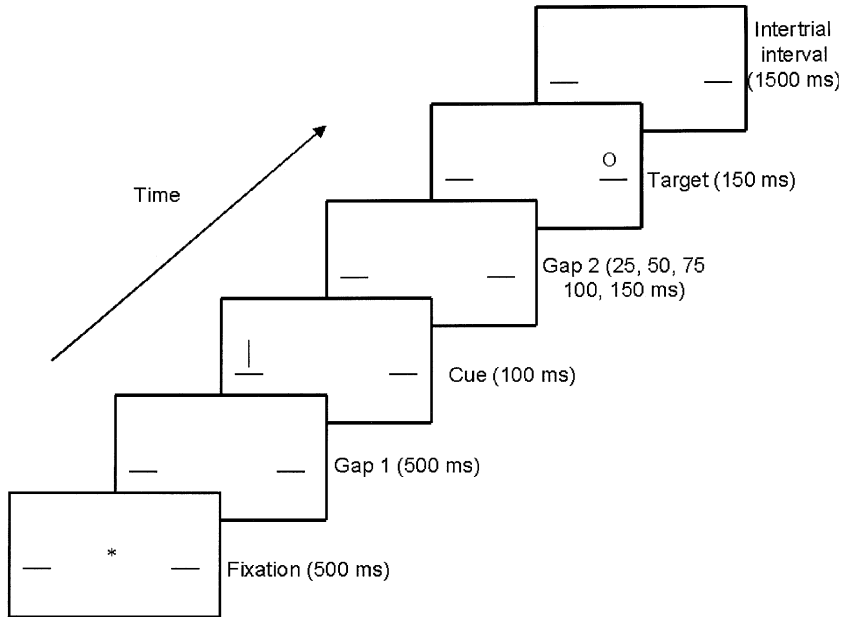 Intertrial
interval
(1500 ms)
O
Target (150 ms)
Time
Gap 2 (25, 50, 75
100, 150 ms)
Cue (100 ms)
Gap 1 (500 ms)
*
Fixation (500 ms)